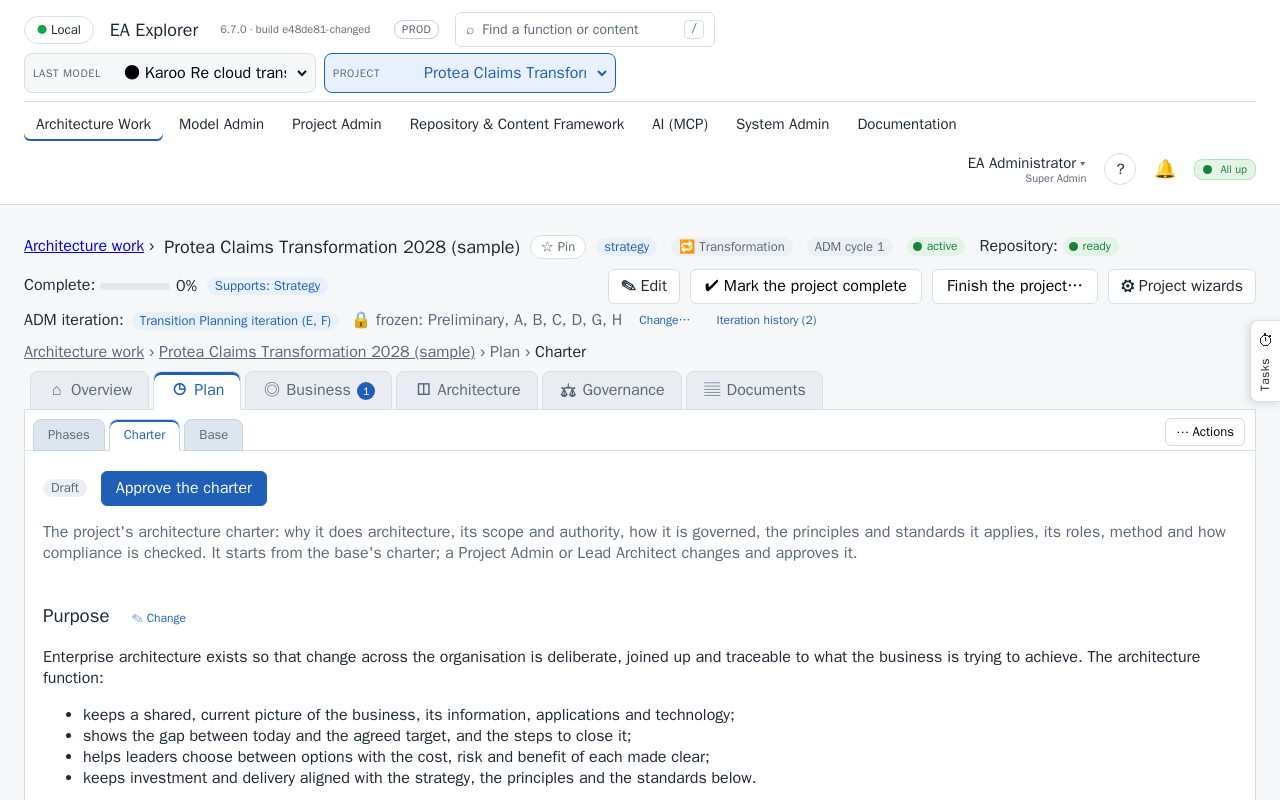 Local EA Explorer 6.7.0 · build e48de81-changed PROD Find a function or content /
LAST MODEL Karoo Re cloud trans PROJECT Protea Claims Transfor
Architecture Work Model Admin Project Admin Repository & Content Framework AI (MCP) System Admin Documentation
EA Administrator ▾ ? All up
Super Admin
Architecture work › Protea Claims Transformation 2028 (sample) ☆ Pin strategy Transformation ADM cycle 1 active Repository: ready
Complete: 0% Supports: Strategy ✎ Edit ✔ Mark the project complete Finish the project⋯ ⚙ Project wizards
ADM iteration: Transition Planning iteration (E, F) 🔒 frozen: Preliminary, A, B, C, D, G, H Change⋯ Iteration history (2)
Architecture work › Protea Claims Transformation 2028 (sample) › Plan › Charter
Tasks
Overview Plan Business 1 Architecture Governance Documents
Phases Charter Base ⋯ Actions
Draft Approve the charter
The project's architecture charter: why it does architecture, its scope and authority, how it is governed, the principles and standards it applies, its roles, method and how
compliance is checked. It starts from the base's charter; a Project Admin or Lead Architect changes and approves it.
Purpose ✎ Change
Enterprise architecture exists so that change across the organisation is deliberate, joined up and traceable to what the business is trying to achieve. The architecture
function:
• keeps a shared, current picture of the business, its information, applications and technology;
• shows the gap between today and the agreed target, and the steps to close it;
• helps leaders choose between options with the cost, risk and benefit of each made clear;
• keeps investment and delivery aligned with the strategy, the principles and the standards below.